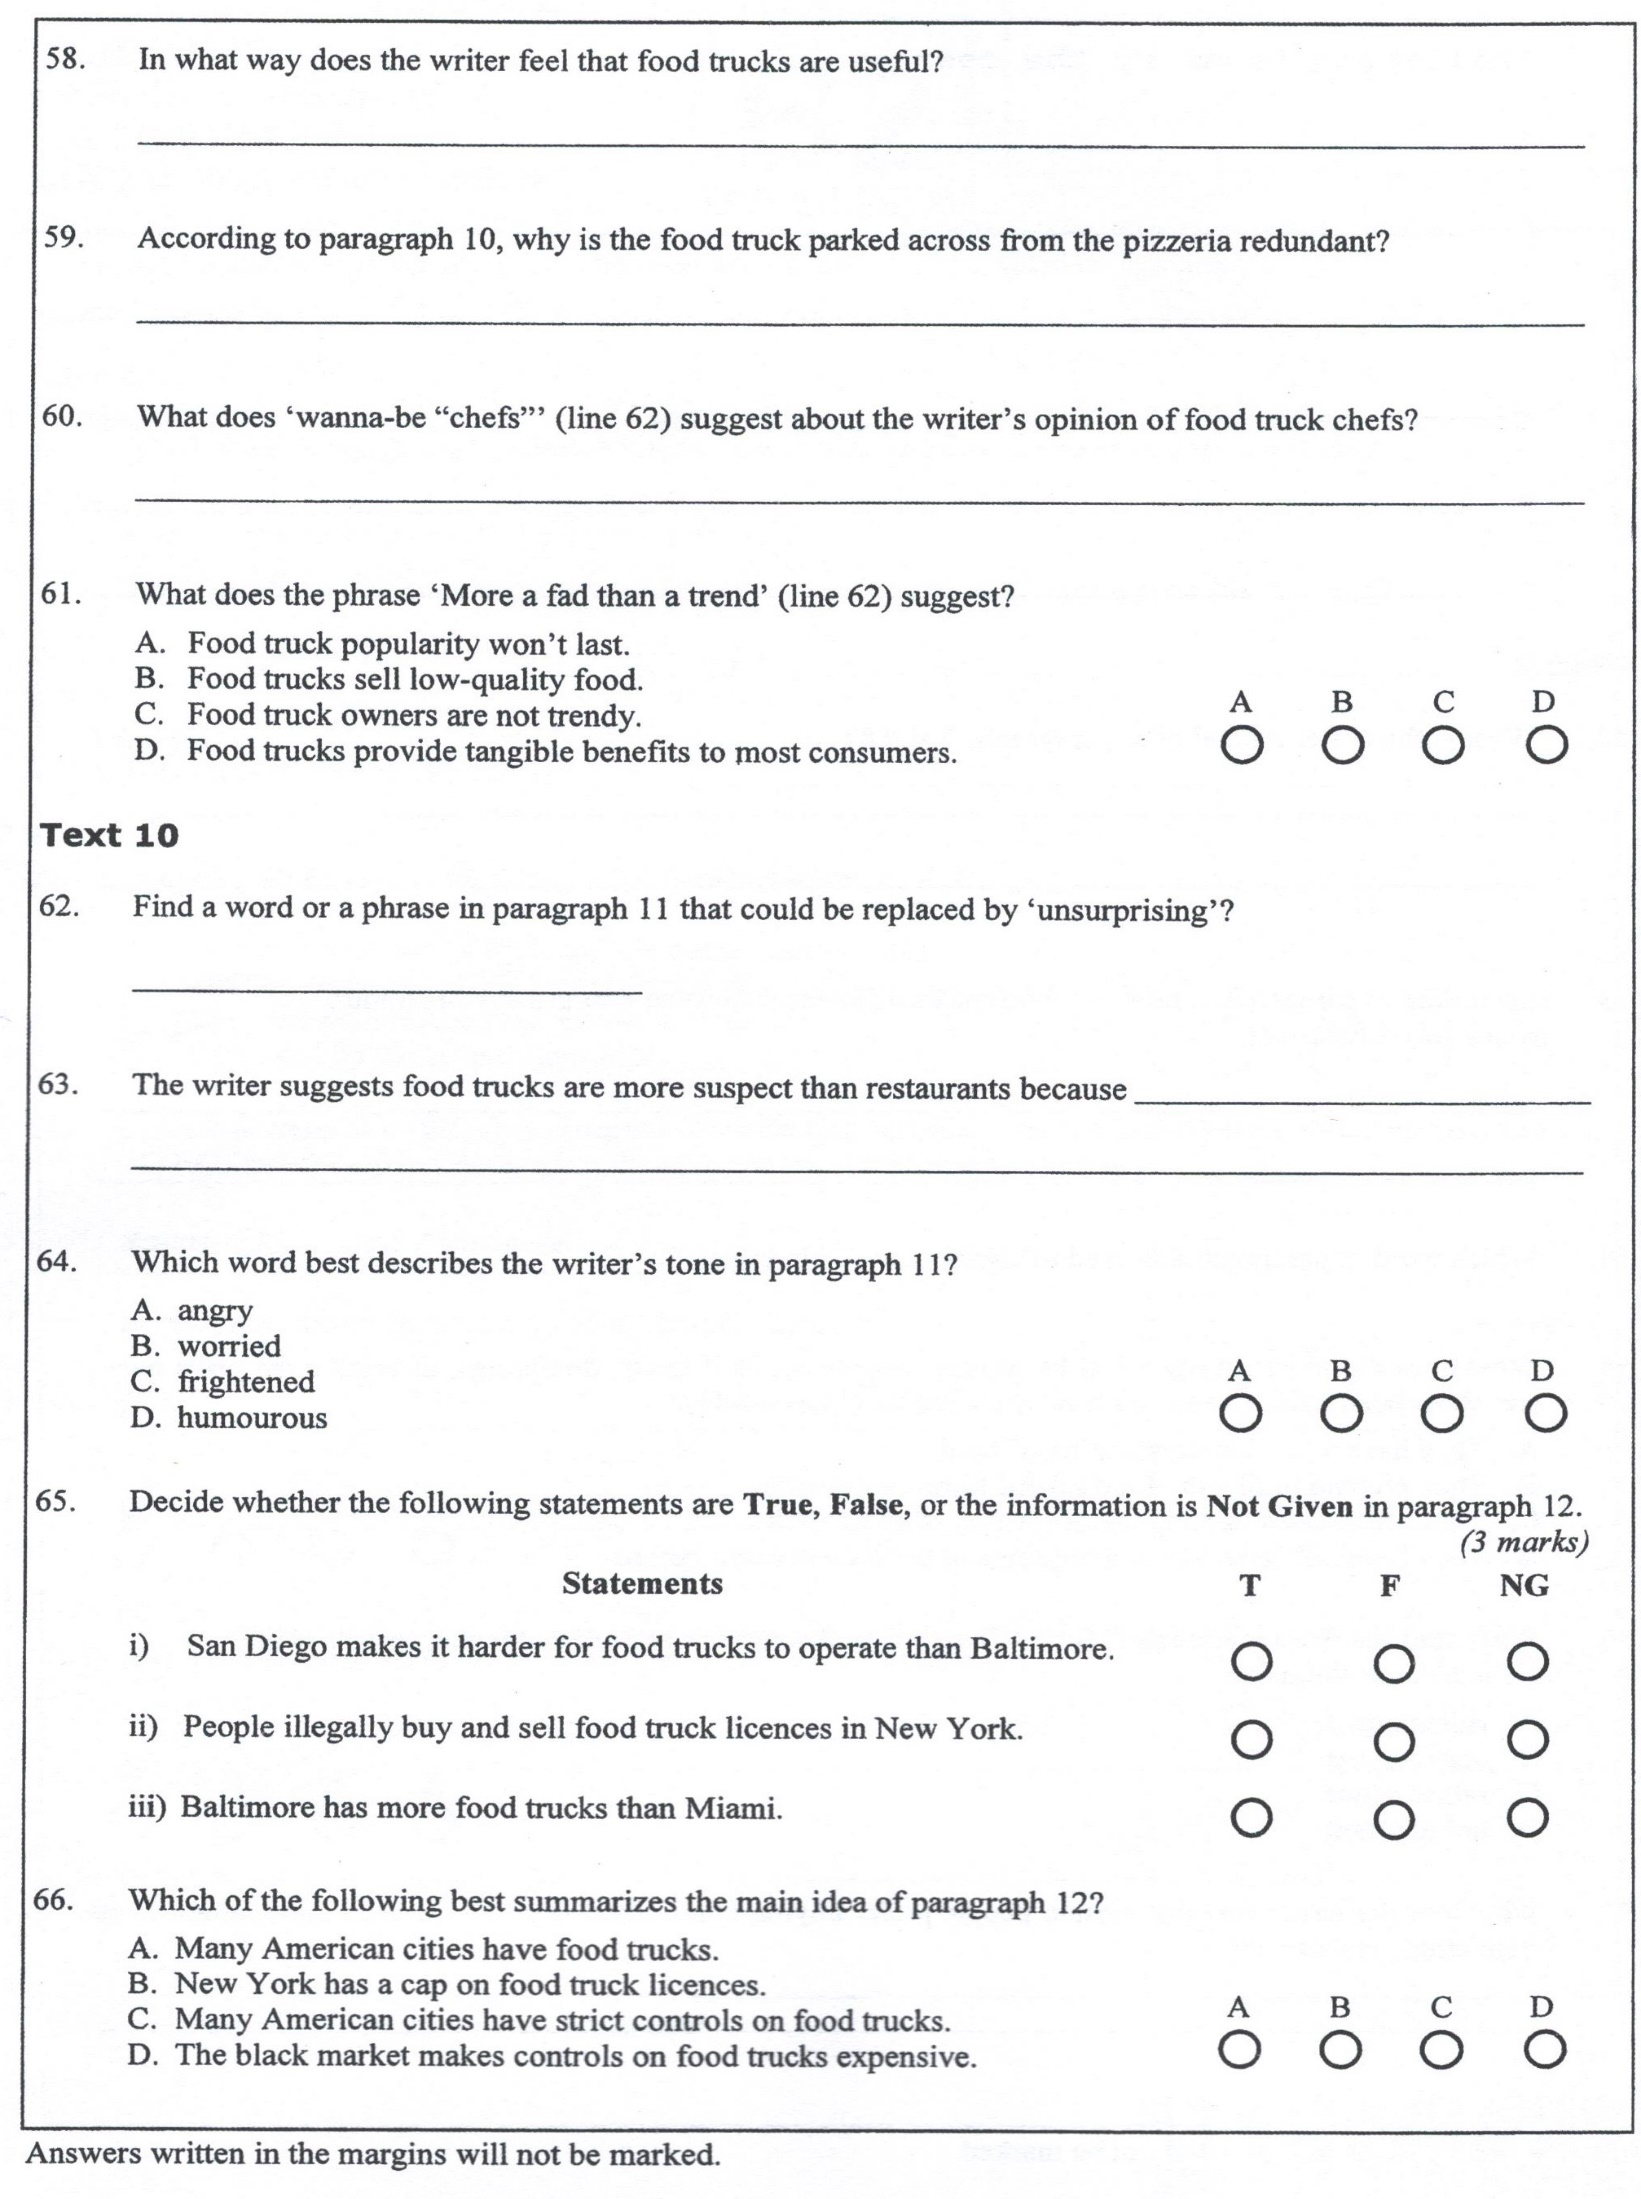 58. In what way does the writer feel that food trucks are useful?
59. According to paragraph 10, why is the food truck parked across from the pizzeria redundant?
60. What does ‘wanna-be “chefs”’ (line 62) suggest about the writer’s opinion of food truck chefs?
61. What does the phrase ‘More a fad than a trend’ (line 62) suggest?
A. Food truck popularity won’t last.
B. Food trucks sell low-quality food.
C. Food truck owners are not trendy.
D. Food trucks provide tangible benefits to most consumers.
A B C D
Text 10
62. Find a word or a phrase in paragraph 11 that could be replaced by ‘unsurprising’?
63. The writer suggests food trucks are more suspect than restaurants because
64. Which word best describes the writer’s tone in paragraph 11?
A. angry
B. worried
C. frightened
D. humourous
A B C D
65. Decide whether the following statements are True, False, or the information is Not Given in paragraph 12.
(3 marks)
Statements T F NG
i) San Diego makes it harder for food trucks to operate than Baltimore.
ii) People illegally buy and sell food truck licences in New York.
iii) Baltimore has more food trucks than Miami.
66. Which of the following best summarizes the main idea of paragraph 12?
A. Many American cities have food trucks.
B. New York has a cap on food truck licences.
C. Many American cities have strict controls on food trucks.
D. The black market makes controls on food trucks expensive.
A B C D
Answers written in the margins will not be marked.